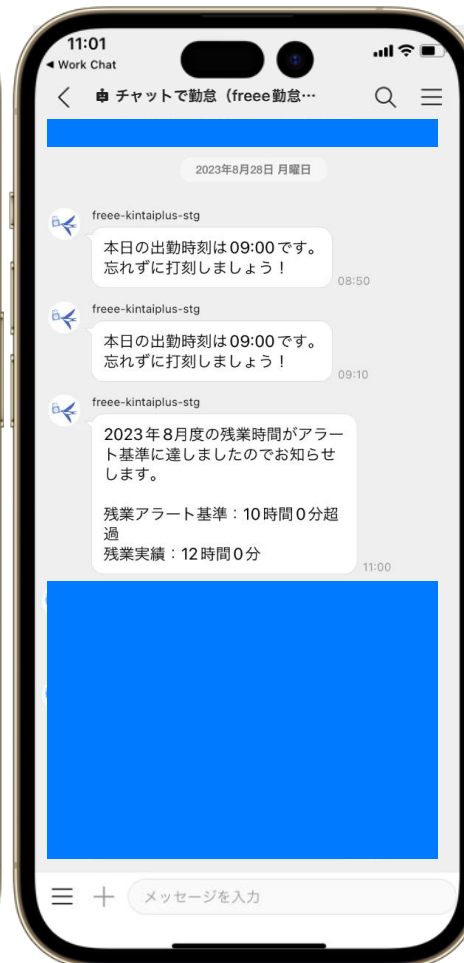 11:01
◀ Work Chat
チャットで勤怠（freee勤怠…
2023年8月28日 月曜日
freee-kintaiplus-stg
本日の出勤時刻は09:00です。
忘れずに打刻しましょう！
08:50
freee-kintaiplus-stg
本日の出勤時刻は09:00です。
忘れずに打刻しましょう！
09:10
freee-kintaiplus-stg
2023年8月度の残業時間がアラー
ト基準に達しましたのでお知らせ
します。
残業アラート基準：10時間0分超
過
残業実績：12時間0分
11:00
メッセージを入力